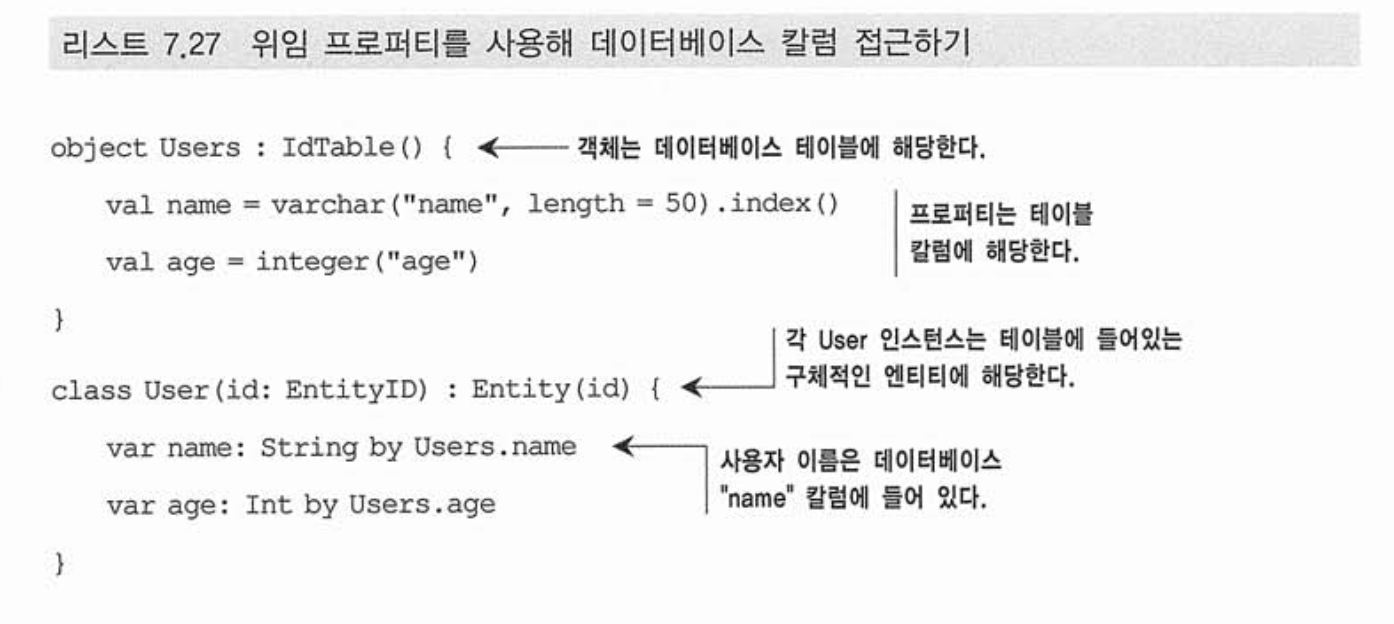 리스트 7.27 위임 프로퍼티를 사용해 데이터베이스 칼럼 접근하기
object Users : IdTable() {
객체는 데이터베이스 테이블에 해당한다.
val name = varchar("name", length = 50).index()
val age = integer("age")
프로퍼티는 테이블
칼럼에 해당한다.
}
각 User 인스턴스는 테이블에 들어있는
구체적인 엔티티에 해당한다.
class User(id: EntityID) : Entity(id) {
var name: String by Users.name
var age: Int by Users.age
사용자 이름은 데이터베이스
"name" 칼럼에 들어 있다.
}